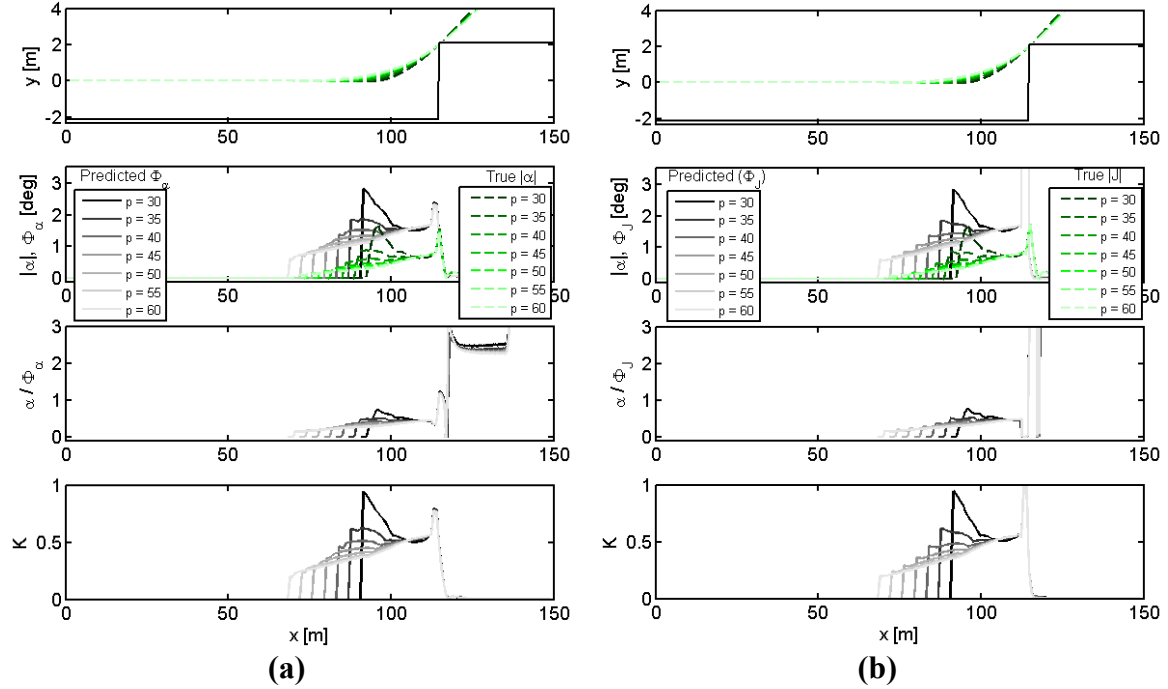 4
2
0
-2
y [m]
0 50 100 150
3
2
1
0
|α|, Φα [deg]
Predicted Φα
p = 30
p = 35
p = 40
p = 45
p = 50
p = 55
p = 60
True |α|
p = 30
p = 35
p = 40
p = 45
p = 50
p = 55
p = 60
0 50 100 150
3
2
1
0
α / Φα
0 50 100 150
1
0.5
0
K
0 50 100 150
x [m]
(a)
4
2
0
-2
y [m]
0 50 100 150
3
2
1
0
|α|, ΦJ [deg]
Predicted (ΦJ)
p = 30
p = 35
p = 40
p = 45
p = 50
p = 55
p = 60
True |J|
p = 30
p = 35
p = 40
p = 45
p = 50
p = 55
p = 60
0 50 100 150
3
2
1
0
α / ΦJ
0 50 100 150
1
0.5
0
K
0 50 100 150
x [m]
(b)